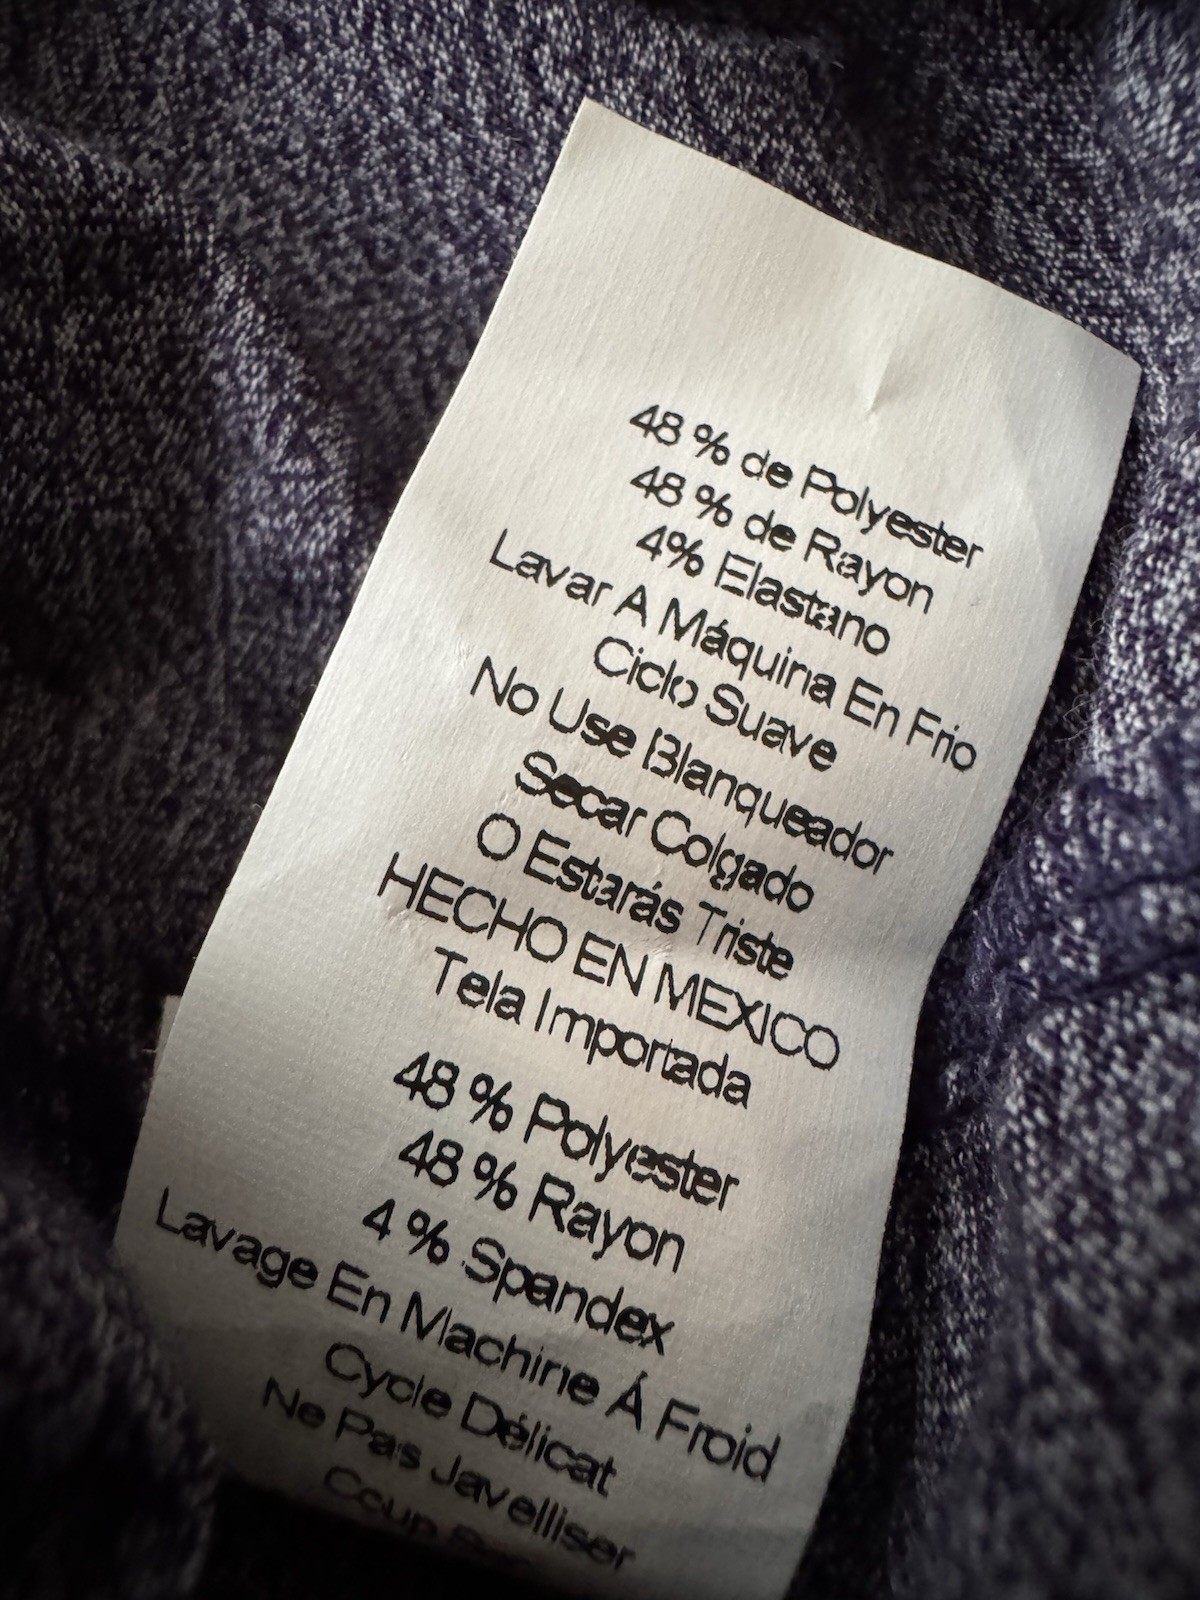 48 % de Polyester
48 % de Rayon
4% Elastano
Lavar A Máquina En Frio
Ciclo Suave
No Use Blanqueador
Secar Colgado
O Estarás Triste
HECHO EN MEXICO
Tela Importada
48 % Polyester
48 % Rayon
4 % Spandex
Lavage En Machine Á Froid
Cycle Délicat
Ne Pas Javelliser
Coup